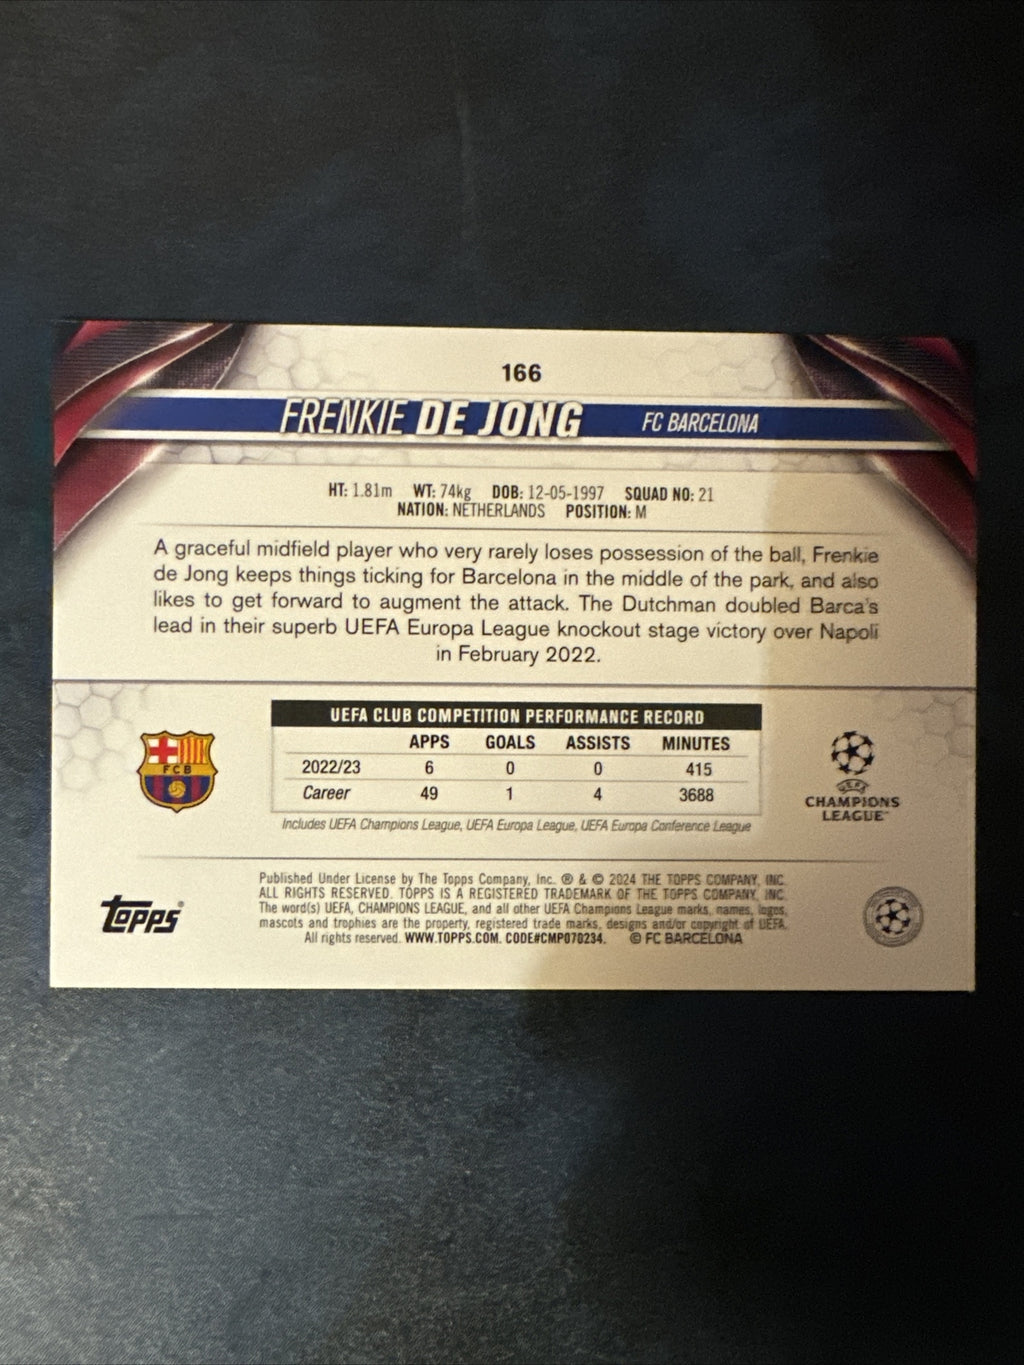 166
FRENKIE DE JONG FC BARCELONA
HT: 1.81m WT: 74kg DOB: 12-05-1997 SQUAD NO: 21
NATION: NETHERLANDS POSITION: M
A graceful midfield player who very rarely loses possession of the ball, Frenkie
de Jong keeps things ticking for Barcelona in the middle of the park, and also
likes to get forward to augment the attack. The Dutchman doubled Barca's
lead in their superb UEFA Europa League knockout stage victory over Napoli
in February 2022.
UEFA CLUB COMPETITION PERFORMANCE RECORD
APPS GOALS ASSISTS MINUTES
2022/23 6 0 0 415
Career 49 1 4 3688
Includes UEFA Champions League, UEFA Europa League, UEFA Europa Conference League
FCB
UEFA
CHAMPIONS
LEAGUE™
topps®
Published Under License by The Topps Company, Inc. ® & © 2024 THE TOPPS COMPANY, INC.
ALL RIGHTS RESERVED. TOPPS IS A REGISTERED TRADEMARK OF THE TOPPS COMPANY, INC.
The word(s) UEFA, CHAMPIONS LEAGUE, and all other UEFA Champions League marks, names, logos,
mascots and trophies are the property, registered trade marks, designs and/or copyright of UEFA.
All rights reserved. WWW.TOPPS.COM. CODE#CMP070234. © FC BARCELONA